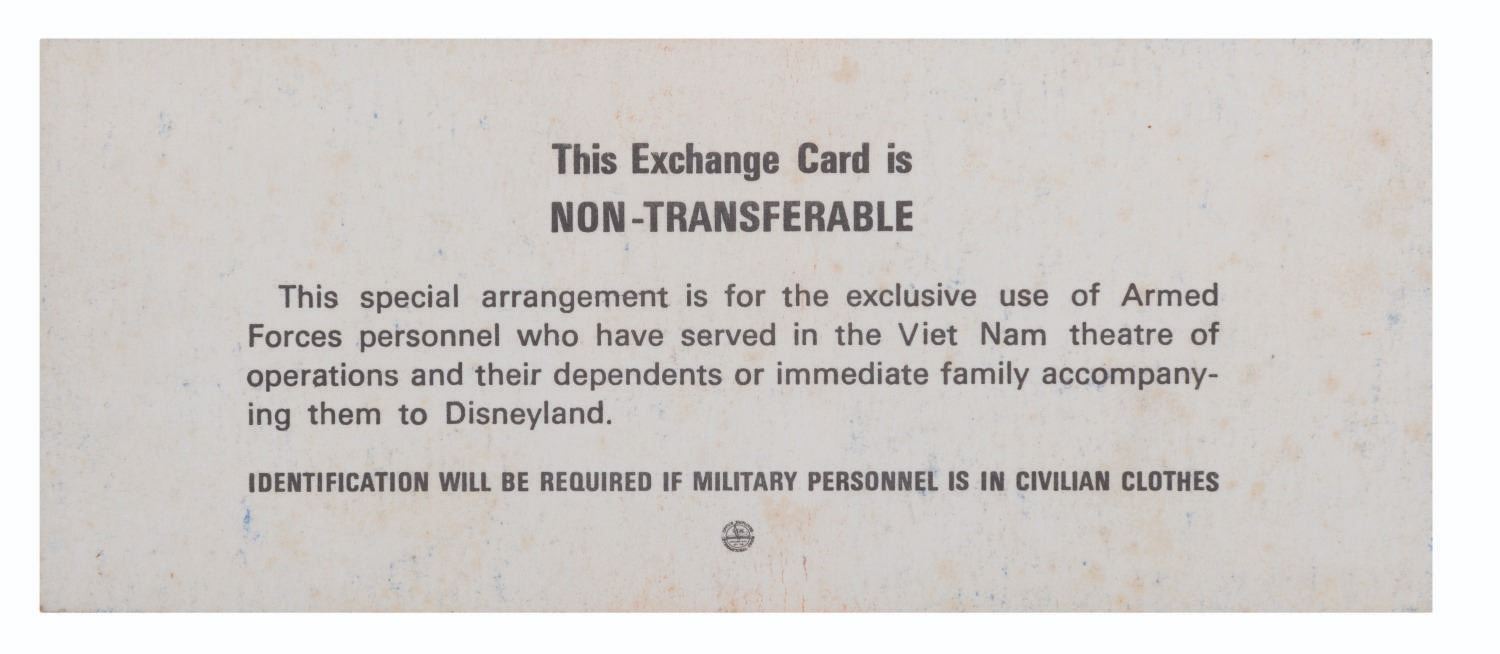 This Exchange Card is
NON-TRANSFERABLE
This special arrangement is for the exclusive use of Armed
Forces personnel who have served in the Viet Nam theatre of
operations and their dependents or immediate family accompany-
ing them to Disneyland.
IDENTIFICATION WILL BE REQUIRED IF MILITARY PERSONNEL IS IN CIVILIAN CLOTHES